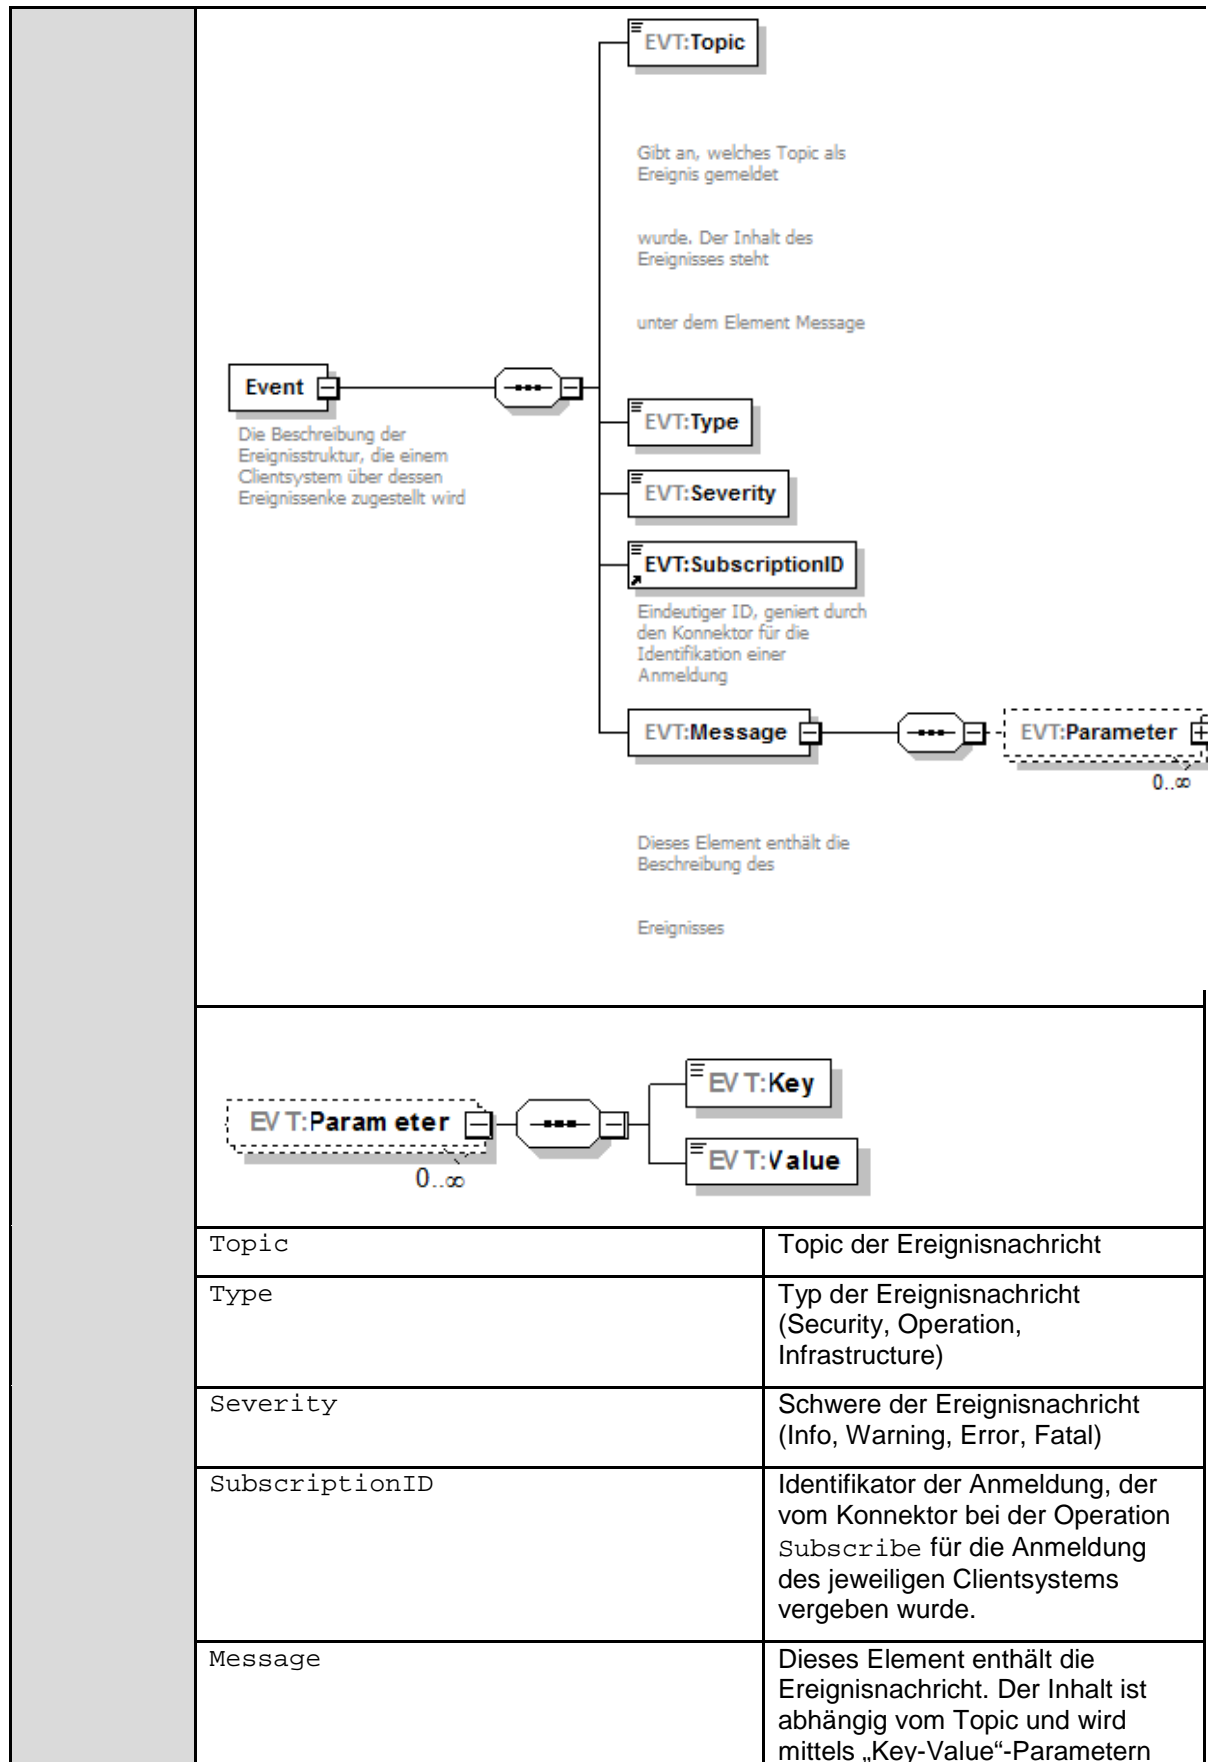 EVT:Topic
Gibt an, welches Topic als
Ereignis gemeldet
wurde. Der Inhalt des
Ereignisses steht
unter dem Element Message
Event
Die Beschreibung der
Ereignisstruktur, die einem
Clientsystem über dessen
Ereignissenke zugestellt wird
EVT:Type
EVT:Severity
EVT:SubscriptionID
Eindeutiger ID, geniert durch
den Konnektor für die
Identifikation einer
Anmeldung
EVT:Message
EVT:Parameter
0..∞
Dieses Element enthält die
Beschreibung des
Ereignisses
EVT:Parameter
0..∞
EVT:Key
EVT:Value
Topic
Topic der Ereignisnachricht
Type
Typ der Ereignisnachricht
(Security, Operation,
Infrastructure)
Severity
Schwere der Ereignisnachricht
(Info, Warning, Error, Fatal)
SubscriptionID
Identifikator der Anmeldung, der
vom Konnektor bei der Operation
Subscribe für die Anmeldung
des jeweiligen Clientsystems
vergeben wurde.
Message
Dieses Element enthält die
Ereignisnachricht. Der Inhalt ist
abhängig vom Topic und wird
mittels „Key-Value“-Parametern